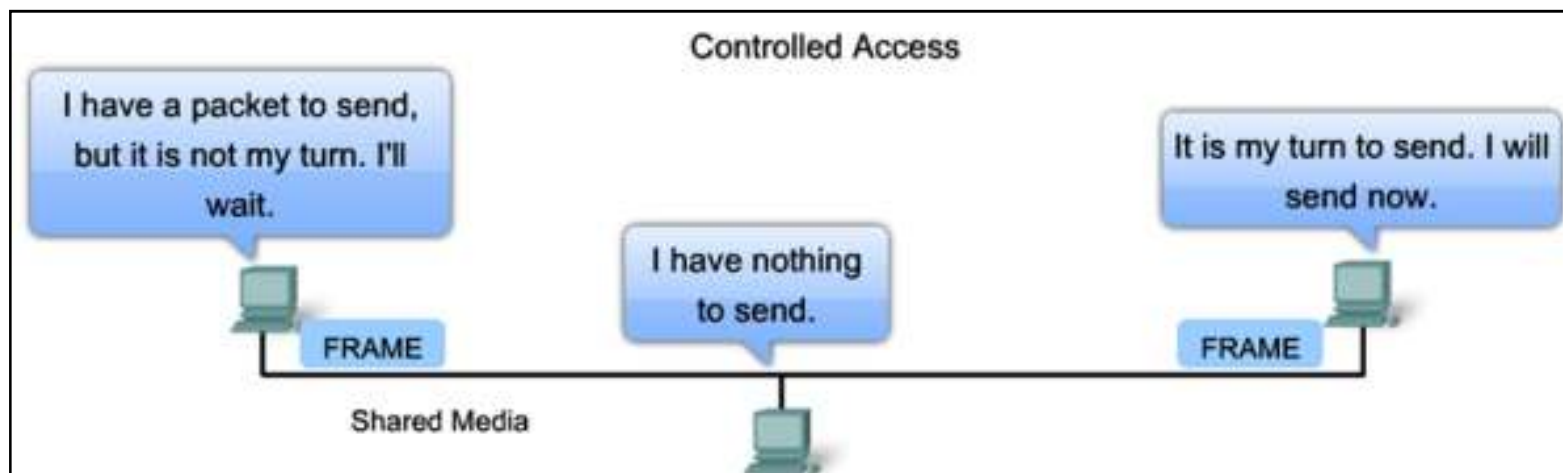 Controlled Access
I have a packet to send,
but it is not my turn. I'll
wait.
It is my turn to send. I will
send now.
I have nothing
to send.
FRAME
FRAME
Shared Media